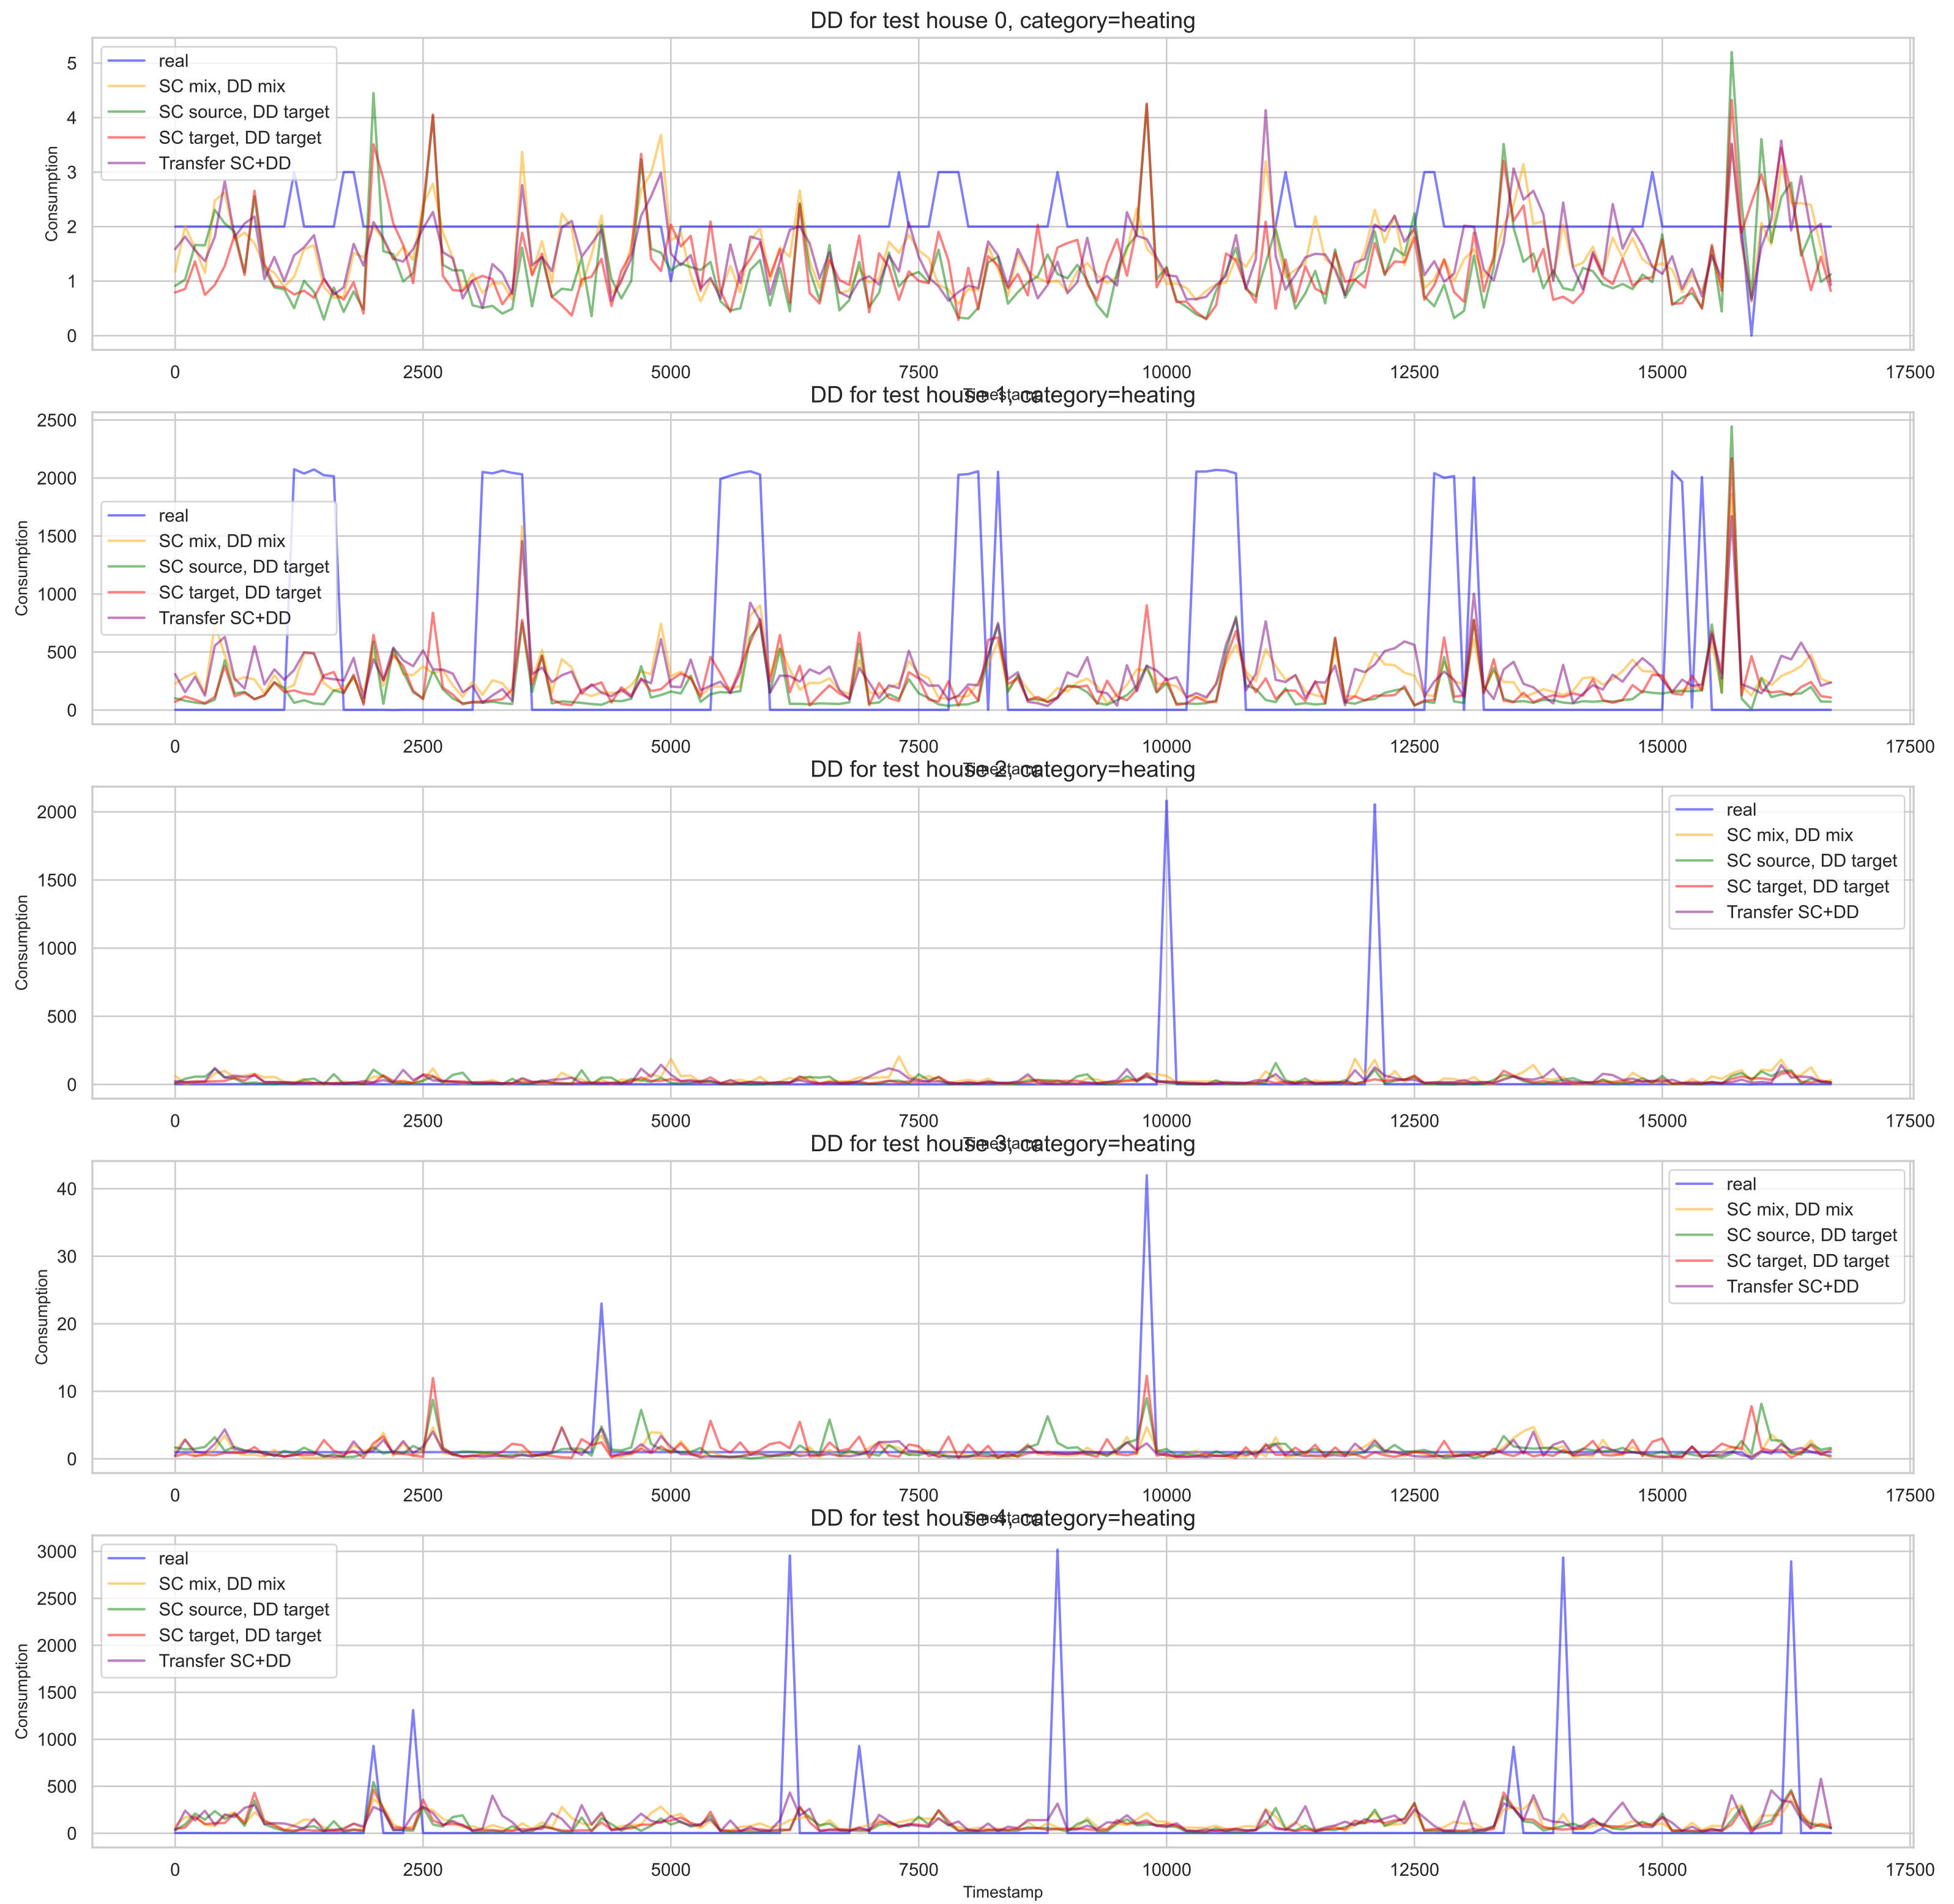 DD for test house 0, category=heating
Consumption
5
4
3
2
1
0
real
SC mix, DD mix
SC source, DD target
SC target, DD target
Transfer SC+DD
0 2500 5000 7500 10000 12500 15000 17500
Timestamp
DD for test house 1, category=heating
Consumption
2500
2000
1500
1000
500
0
real
SC mix, DD mix
SC source, DD target
SC target, DD target
Transfer SC+DD
0 2500 5000 7500 10000 12500 15000 17500
Timestamp
DD for test house 2, category=heating
Consumption
2000
1500
1000
500
0
real
SC mix, DD mix
SC source, DD target
SC target, DD target
Transfer SC+DD
0 2500 5000 7500 10000 12500 15000 17500
Timestamp
DD for test house 3, category=heating
Consumption
40
30
20
10
0
real
SC mix, DD mix
SC source, DD target
SC target, DD target
Transfer SC+DD
0 2500 5000 7500 10000 12500 15000 17500
Timestamp
DD for test house 4, category=heating
Consumption
3000
2500
2000
1500
1000
500
0
real
SC mix, DD mix
SC source, DD target
SC target, DD target
Transfer SC+DD
0 2500 5000 7500 10000 12500 15000 17500
Timestamp